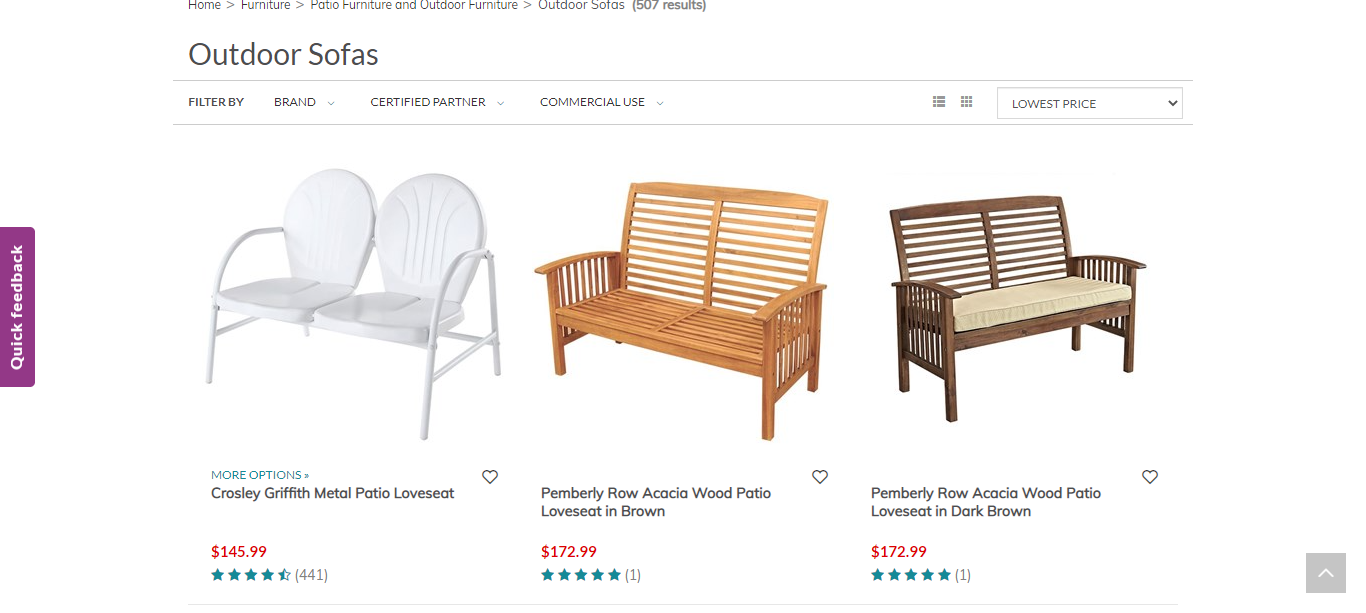 Home > Furniture > Patio Furniture and Outdoor Furniture > Outdoor Sofas (507 results)
Outdoor Sofas
FILTER BY BRAND CERTIFIED PARTNER COMMERCIAL USE LOWEST PRICE
Quick feedback
MORE OPTIONS »
Crosley Griffith Metal Patio Loveseat
$145.99
(441)
Pemberly Row Acacia Wood Patio
Loveseat in Brown
$172.99
(1)
Pemberly Row Acacia Wood Patio
Loveseat in Dark Brown
$172.99
(1)